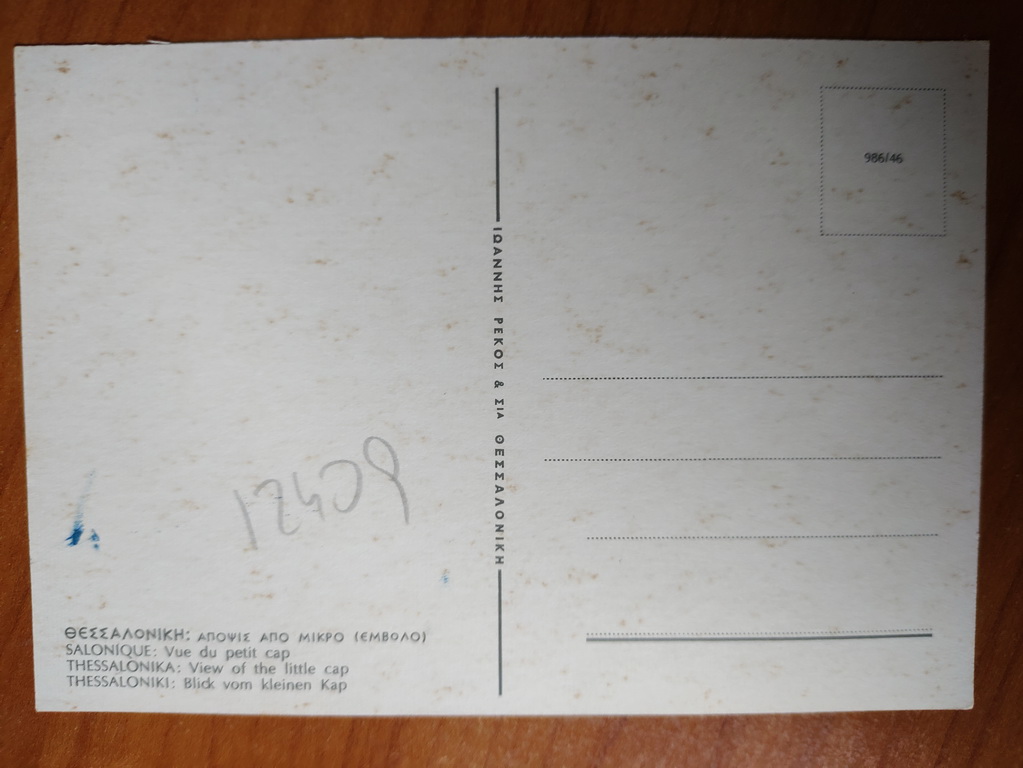 986/46
ΙΩΑΝΝΗΣ ΡΕΚΟΣ & ΣΙΑ ΘΕΣΣΑΛΟΝΙΚΗ
ΘΕΣΣΑΛΟΝΙΚΗ: ΑΠΟΨΙΣ ΑΠΟ ΜΙΚΡΟ (ΕΜΒΟΛΟ)
SALONIQUE: Vue du petit cap
THESSALONIKA: View of the little cap
THESSALONIKI: Blick vom kleinen Kap